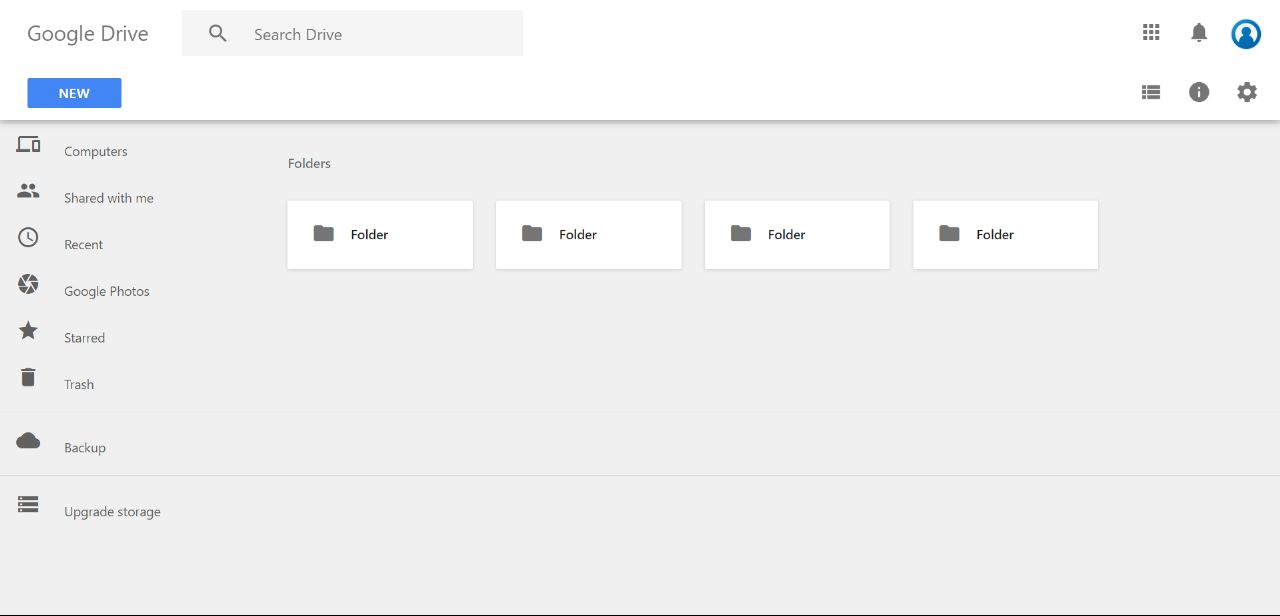 Google Drive
Search Drive
NEW
Computers
Shared with me
Recent
Google Photos
Starred
Trash
Backup
Upgrade storage
Folders
Folder
Folder
Folder
Folder